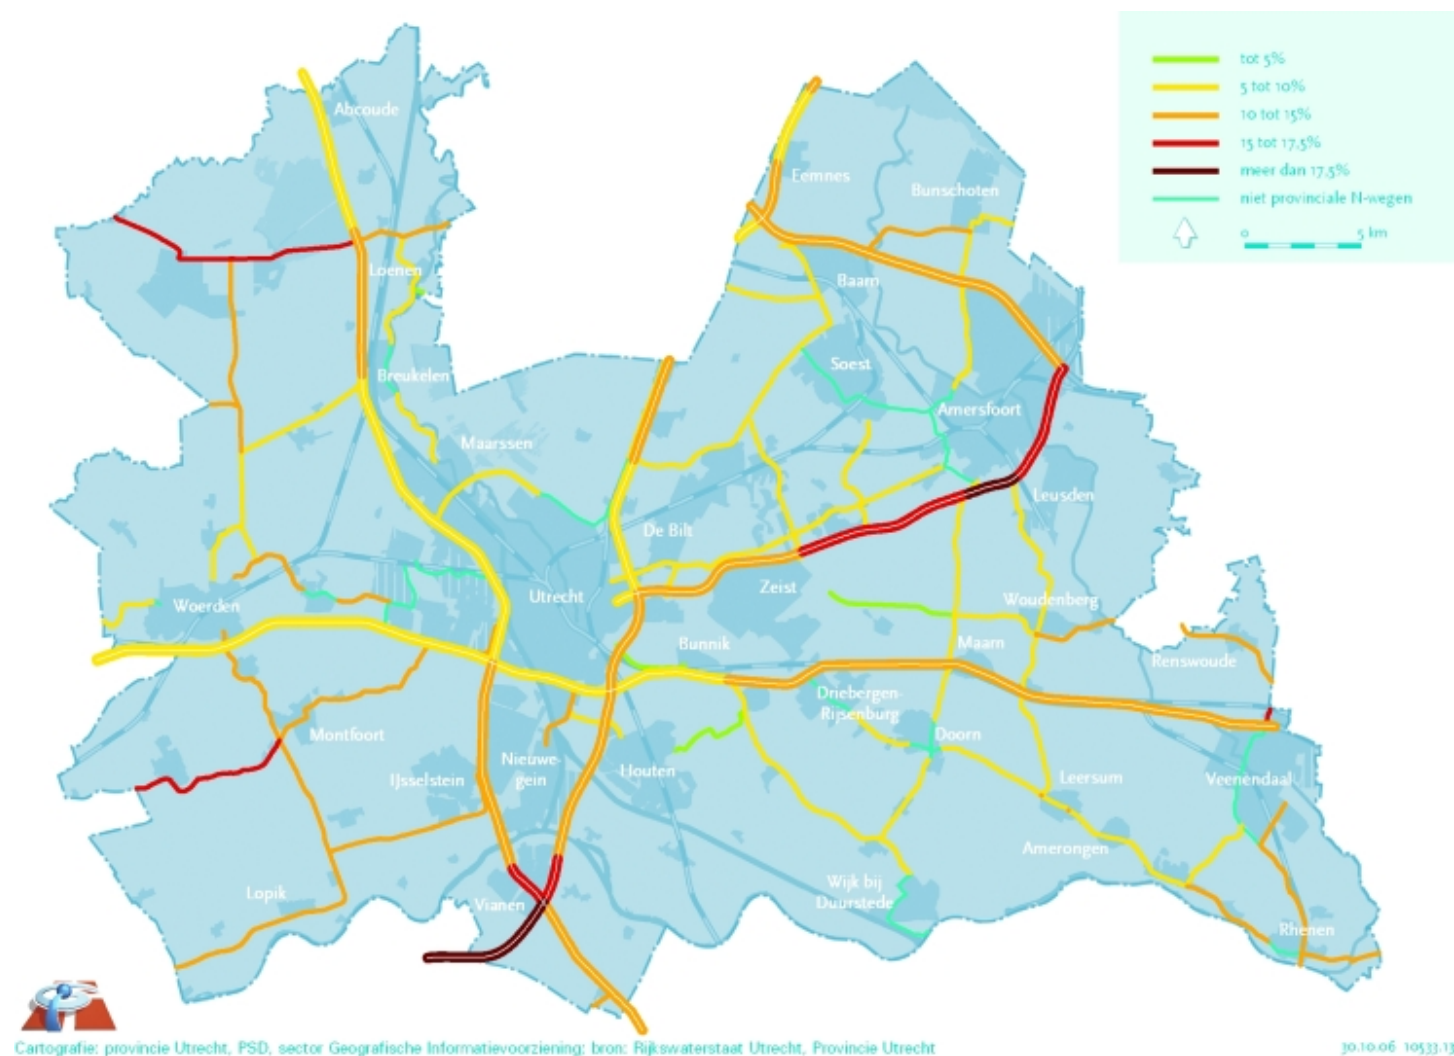 tot 5%
5 tot 10%
10 tot 15%
15 tot 17,5%
meer dan 17,5%
niet provinciale N-wegen
0 5 km
Abcoude
Eemnes
Bunschoten
Loenen
Baarn
Breukelen
Soest
Amersfoort
Maarssen
Leusden
De Bilt
Utrecht
Zeist
Woerden
Woudenberg
Bunnik
Maarn
Renswoude
Driebergen-
Rijsenburg
Montfoort
Doorn
IJsselstein
Nieuwe-
gein
Houten
Leersum
Veenendaal
Amerongen
Lopik
Vianen
Wijk bij
Duurstede
Rhenen
Cartografie: provincie Utrecht, PSD, sector Geografische Informatievoorziening; bron: Rijkswaterstaat Utrecht, Provincie Utrecht
30.10.06 10533.13